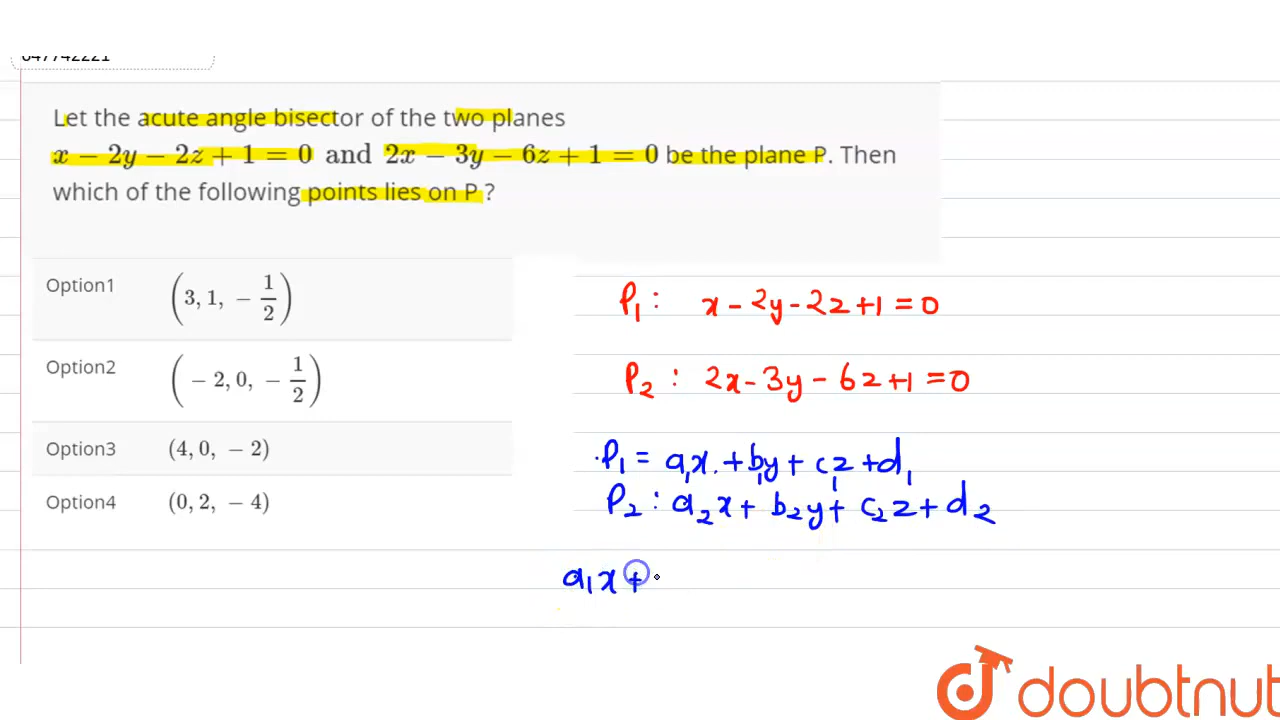 647742221
Let the acute angle bisector of the two planes
x − 2y − 2z + 1 = 0 and 2x − 3y − 6z + 1 = 0 be the plane P. Then
which of the following points lies on P ?
Option1 (3, 1, − 1/2)
Option2 (− 2, 0, − 1/2)
Option3 (4, 0, − 2)
Option4 (0, 2, − 4)
P₁ : x − 2y − 2z + 1 = 0
P₂ : 2x − 3y − 6z + 1 = 0
P₁ = a₁x + b₁y + c₁z + d₁
P₂ : a₂x + b₂y + c₂z + d₂
a₁x +
doubtnut